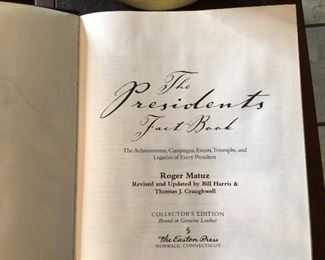 The
Presidents
Fact Book
The Achievements, Campaigns, Events, Triumphs, and
Legacies of Every President
Roger Matuz
Revised and Updated by Bill Harris &
Thomas J. Craughwell
COLLECTOR'S EDITION
Bound in Genuine Leather
The Easton Press
NORWALK, CONNECTICUT